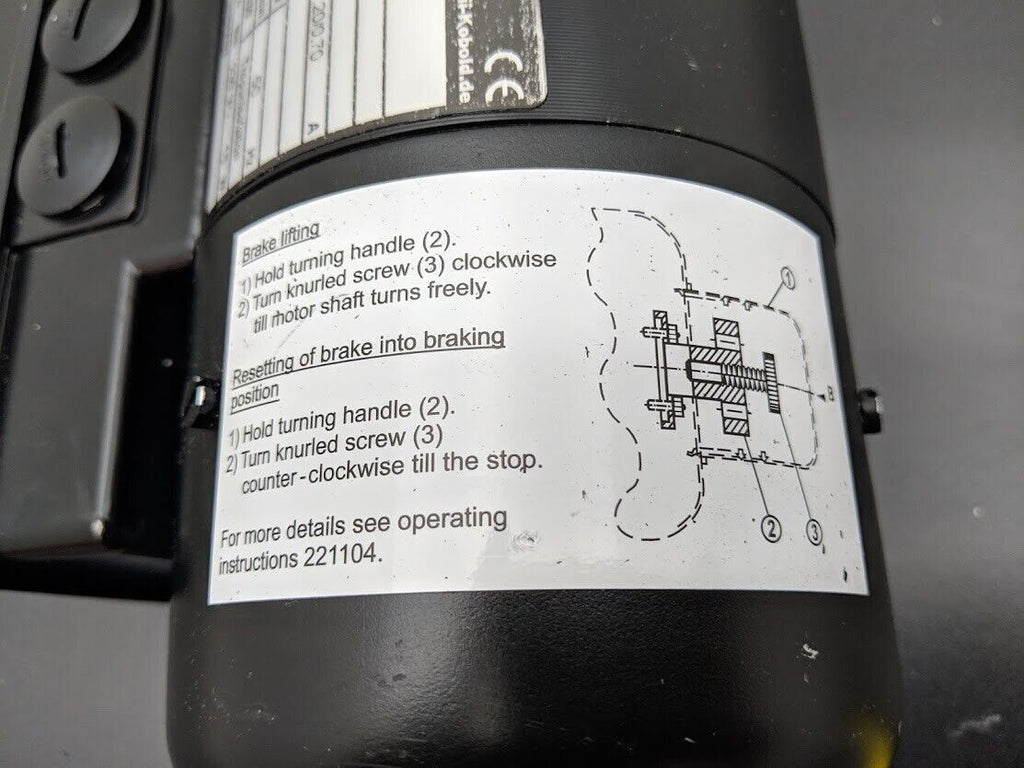 i-Kobold.de
CE
A
Brake lifting
1) Hold turning handle (2).
2) Turn knurled screw (3) clockwise
till motor shaft turns freely.
Resetting of brake into braking
position
1) Hold turning handle (2).
2) Turn knurled screw (3)
counter-clockwise till the stop.
For more details see operating
instructions 221104.
1
B
2
3